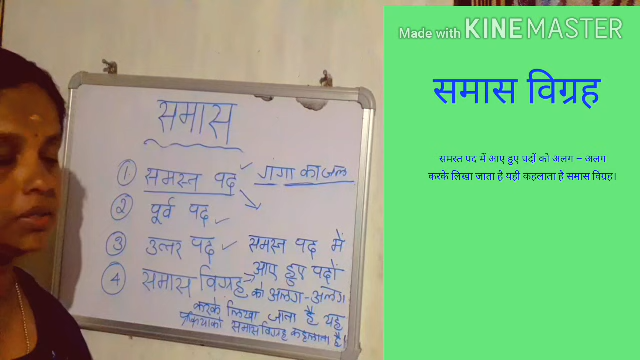 Made with KINEMASTER
समास
① समस्त पद ✓ गंगा का जल
② पूर्व पद ✓
③ उत्तर पद ✓ समस्त पद में
④ समास विग्रह → आए हुए पदों
को अलग-अलग
करके लिखा जाता है यह
प्रक्रिया को समास विग्रह कहलाता है।
समास विग्रह
समस्त पद में आए हुए पदों को अलग – अलग
करके लिखा जाता है यही कहलाता है समास विग्रह।